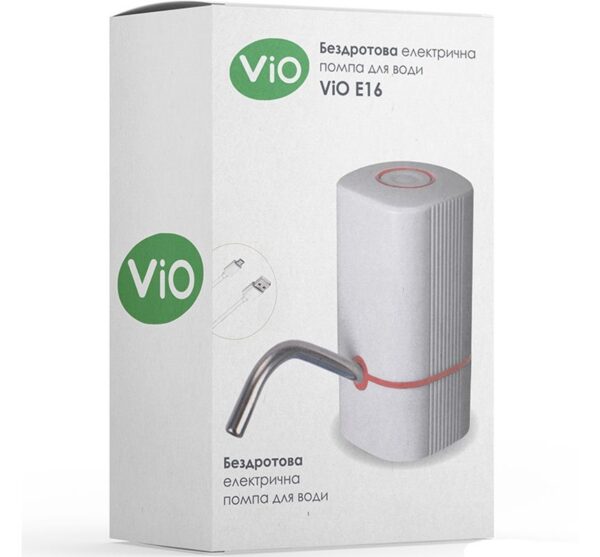 ViO
Бездротова електрична
помпа для води
ViO E16
ViO
Бездротова
електрична
помпа для води